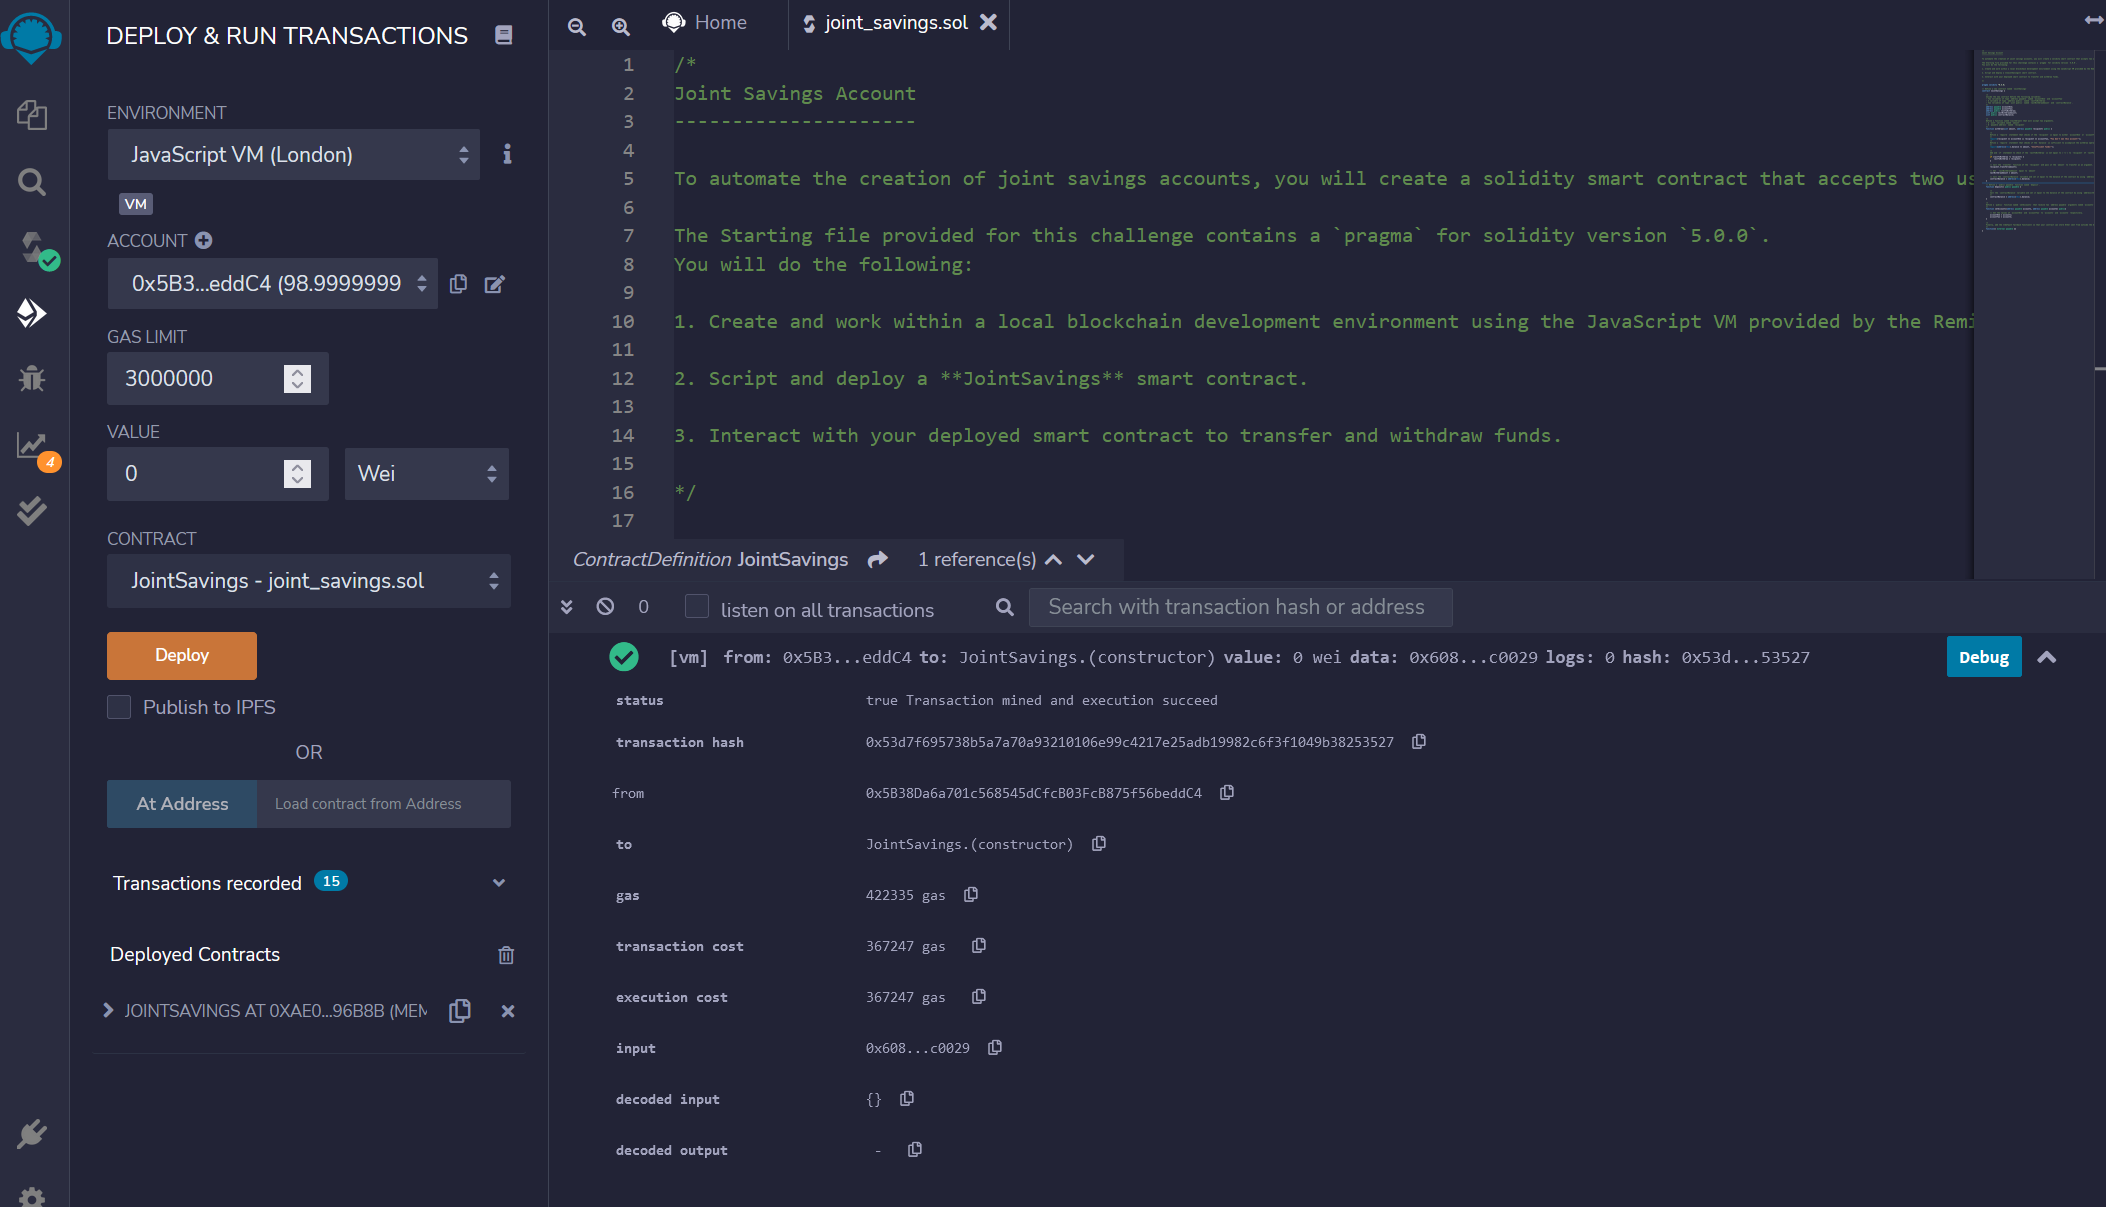 DEPLOY & RUN TRANSACTIONS
ENVIRONMENT
JavaScript VM (London)
VM
ACCOUNT
0x5B3...eddC4 (98.9999999
GAS LIMIT
3000000
VALUE
0
Wei
CONTRACT
JointSavings - joint_savings.sol
Deploy
Publish to IPFS
OR
At Address
Load contract from Address
Transactions recorded 15
Deployed Contracts
JOINTSAVINGS AT 0XAE0...96B8B (MEM
4
Home
joint_savings.sol
1 /*
2 Joint Savings Account
3 ---------------------
4
5 To automate the creation of joint savings accounts, you will create a solidity smart contract that accepts two us
6
7 The Starting file provided for this challenge contains a `pragma` for solidity version `5.0.0`.
8 You will do the following:
9
10 1. Create and work within a local blockchain development environment using the JavaScript VM provided by the Remi
11
12 2. Script and deploy a **JointSavings** smart contract.
13
14 3. Interact with your deployed smart contract to transfer and withdraw funds.
15
16 */
17
ContractDefinition JointSavings 1 reference(s)
0 listen on all transactions Search with transaction hash or address
[vm] from: 0x5B3...eddC4 to: JointSavings.(constructor) value: 0 wei data: 0x608...c0029 logs: 0 hash: 0x53d...53527
Debug
status true Transaction mined and execution succeed
transaction hash 0x53d7f695738b5a7a70a93210106e99c4217e25adb19982c6f3f1049b38253527
from 0x5B38Da6a701c568545dCfcB03FcB875f56beddC4
to JointSavings.(constructor)
gas 422335 gas
transaction cost 367247 gas
execution cost 367247 gas
input 0x608...c0029
decoded input {}
decoded output -